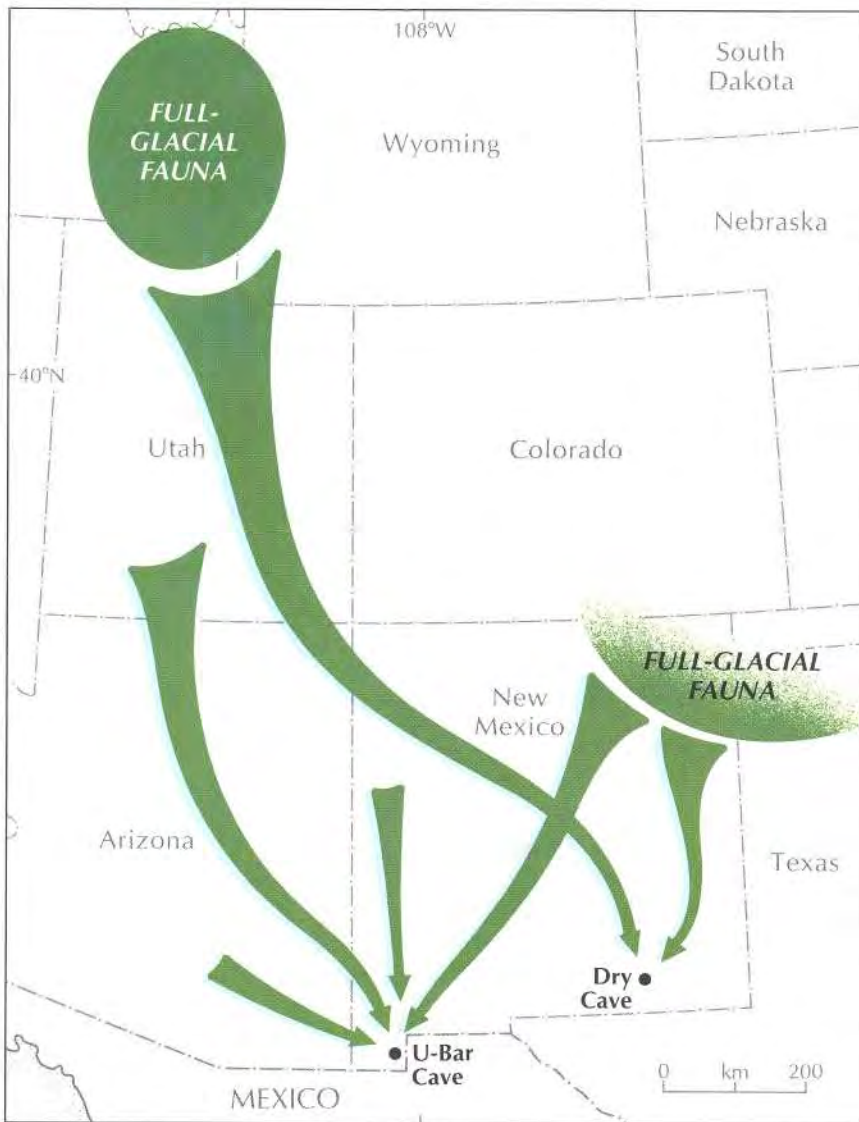 108°W
South
Dakota
FULL-
GLACIAL
FAUNA
Wyoming
Nebraska
40°N
Utah
Colorado
FULL-GLACIAL
FAUNA
New
Mexico
Arizona
Texas
Dry
Cave
U-Bar
Cave
0 km 200
MEXICO